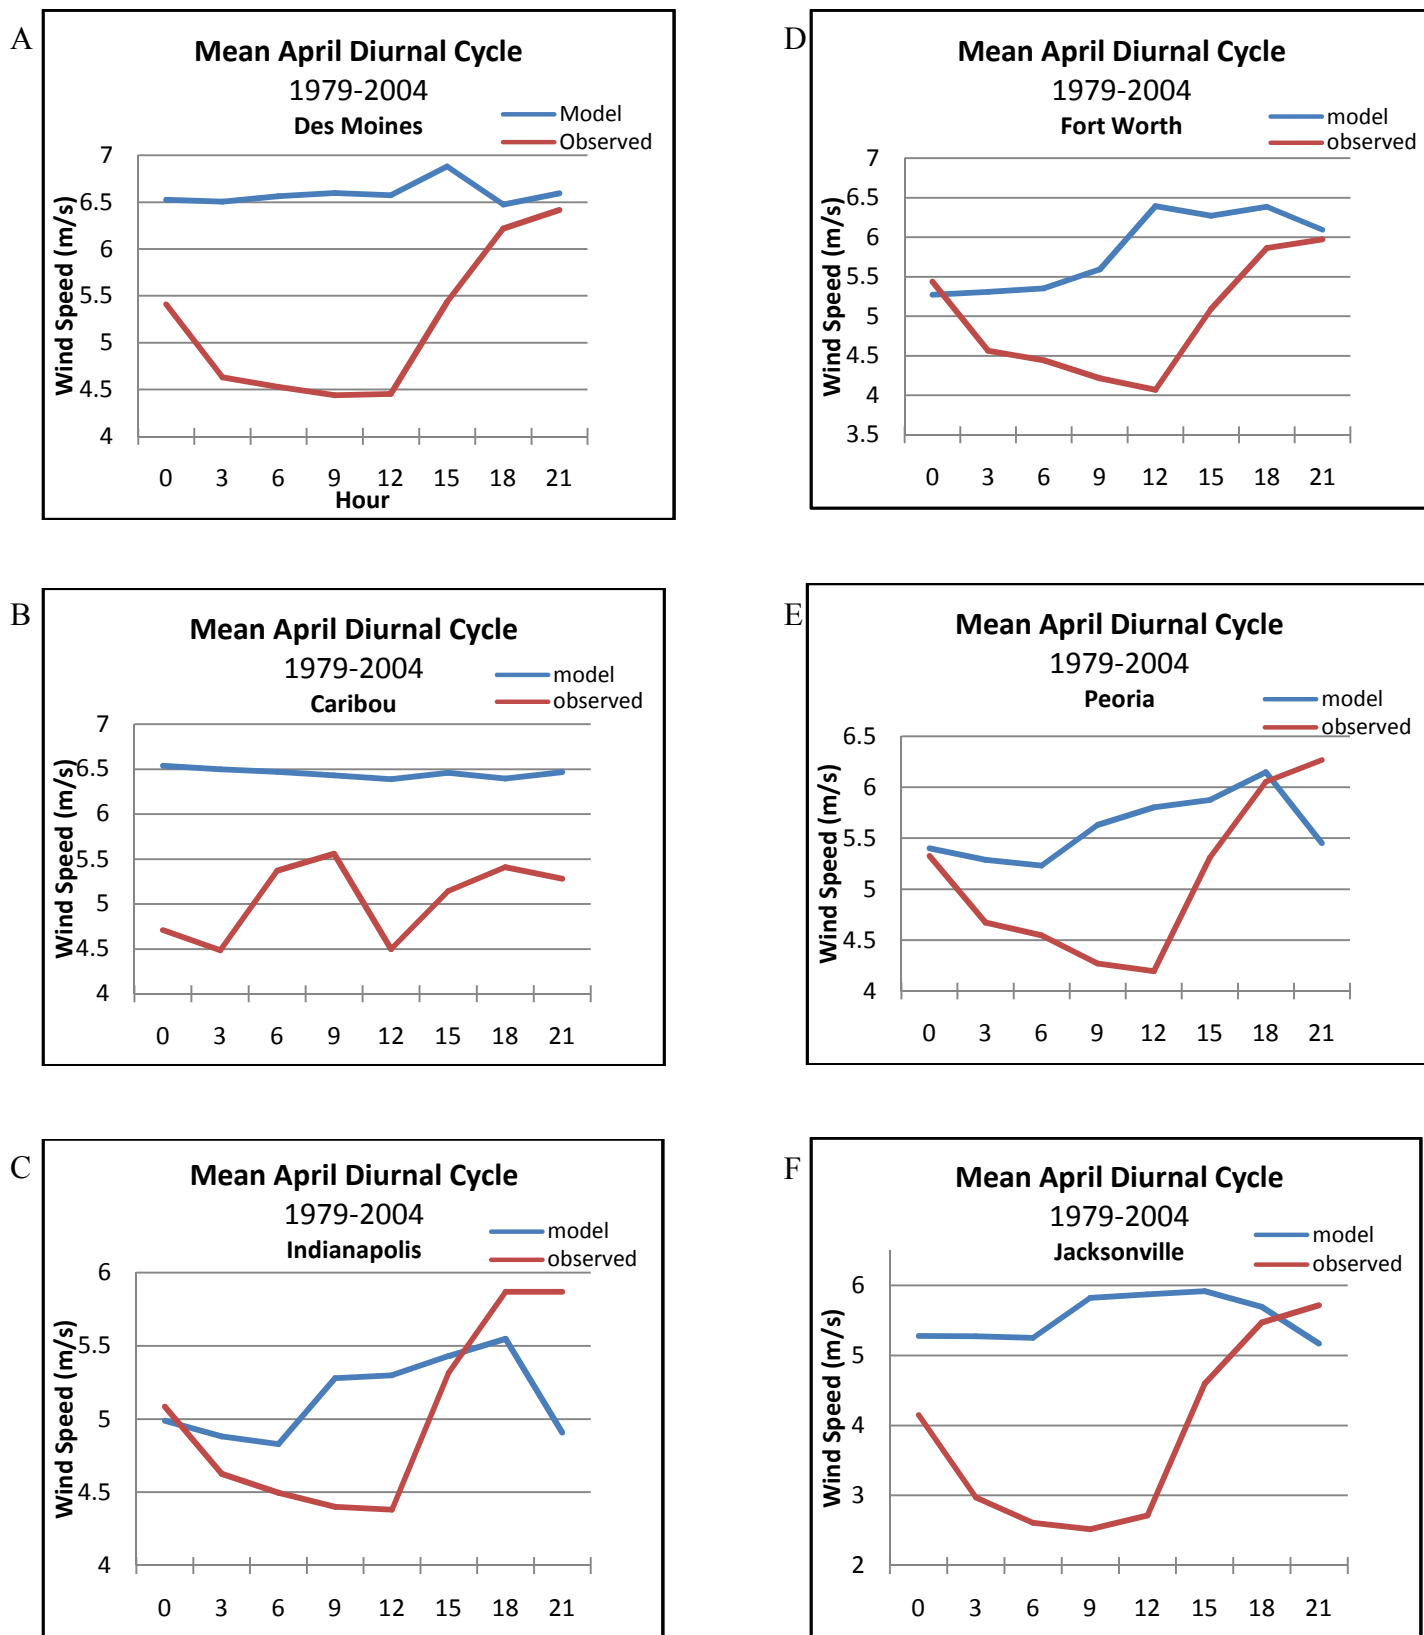 A
Mean April Diurnal Cycle
1979-2004
Des Moines
Model
Observed
Wind Speed (m/s)
7
6.5
6
5.5
5
4.5
4
0 3 6 9 12 15 18 21
Hour
D
Mean April Diurnal Cycle
1979-2004
Fort Worth
model
observed
Wind Speed (m/s)
7
6.5
6
5.5
5
4.5
4
3.5
0 3 6 9 12 15 18 21
B
Mean April Diurnal Cycle
1979-2004
Caribou
model
observed
Wind Speed (m/s)
7
6.5
6
5.5
5
4.5
4
0 3 6 9 12 15 18 21
E
Mean April Diurnal Cycle
1979-2004
Peoria
model
observed
Wind Speed (m/s)
6.5
6
5.5
5
4.5
4
0 3 6 9 12 15 18 21
C
Mean April Diurnal Cycle
1979-2004
Indianapolis
model
observed
Wind Speed (m/s)
6
5.5
5
4.5
4
0 3 6 9 12 15 18 21
F
Mean April Diurnal Cycle
1979-2004
Jacksonville
model
observed
Wind Speed (m/s)
6
5
4
3
2
0 3 6 9 12 15 18 21